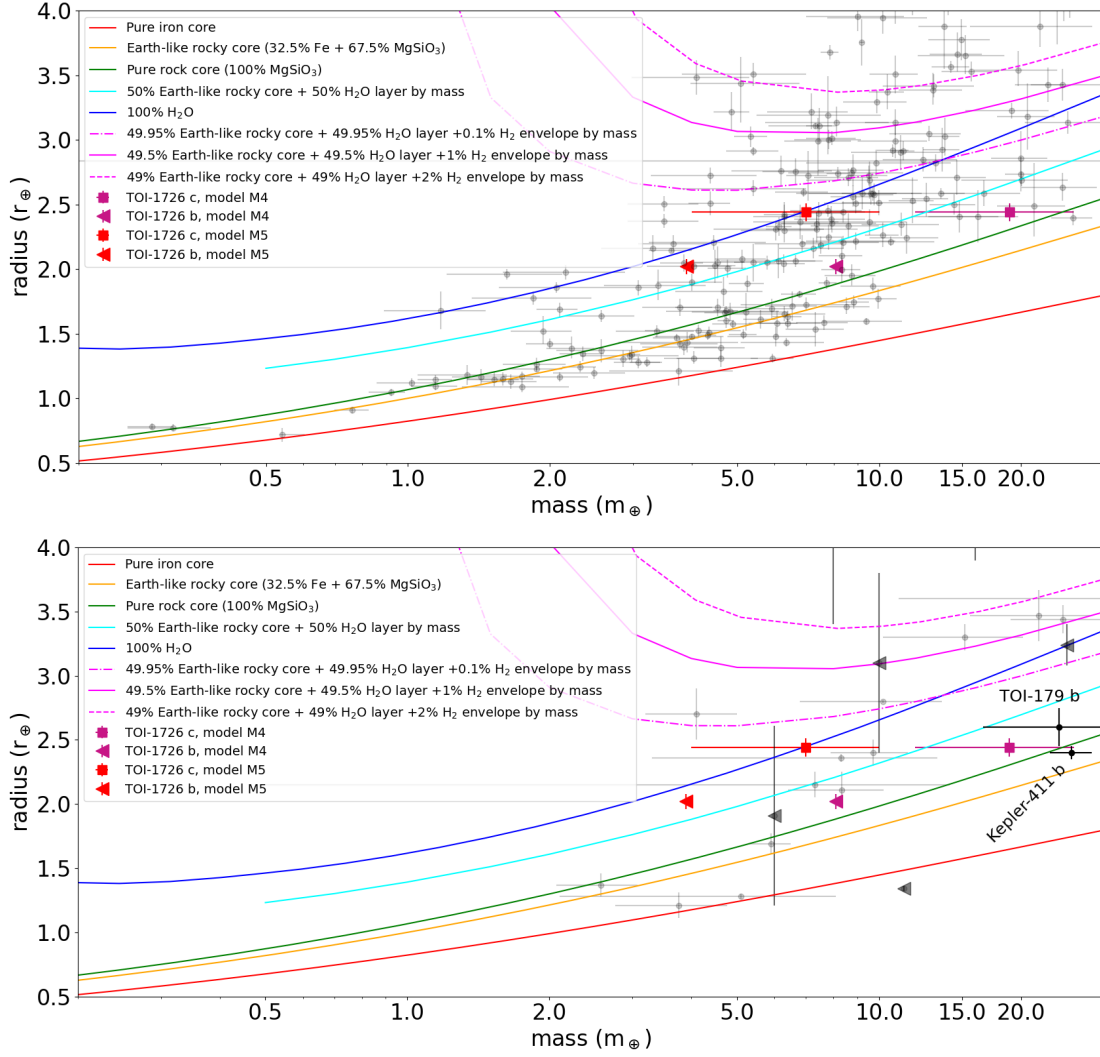 4.0
3.5
3.0
2.5
2.0
1.5
1.0
0.5
radius (r⊕)
Pure iron core
Earth-like rocky core (32.5% Fe + 67.5% MgSiO₃)
Pure rock core (100% MgSiO₃)
50% Earth-like rocky core + 50% H₂O layer by mass
100% H₂O
49.95% Earth-like rocky core + 49.95% H₂O layer +0.1% H₂ envelope by mass
49.5% Earth-like rocky core + 49.5% H₂O layer +1% H₂ envelope by mass
49% Earth-like rocky core + 49% H₂O layer +2% H₂ envelope by mass
TOI-1726 c, model M4
TOI-1726 b, model M4
TOI-1726 c, model M5
TOI-1726 b, model M5
0.5 1.0 2.0 5.0 10.0 15.0 20.0
mass (m⊕)
4.0
3.5
3.0
2.5
2.0
1.5
1.0
0.5
radius (r⊕)
Pure iron core
Earth-like rocky core (32.5% Fe + 67.5% MgSiO₃)
Pure rock core (100% MgSiO₃)
50% Earth-like rocky core + 50% H₂O layer by mass
100% H₂O
49.95% Earth-like rocky core + 49.95% H₂O layer +0.1% H₂ envelope by mass
49.5% Earth-like rocky core + 49.5% H₂O layer +1% H₂ envelope by mass
49% Earth-like rocky core + 49% H₂O layer +2% H₂ envelope by mass
TOI-1726 c, model M4
TOI-1726 b, model M4
TOI-1726 c, model M5
TOI-1726 b, model M5
TOI-179 b
Kepler-411 b
0.5 1.0 2.0 5.0 10.0 15.0 20.0
mass (m⊕)